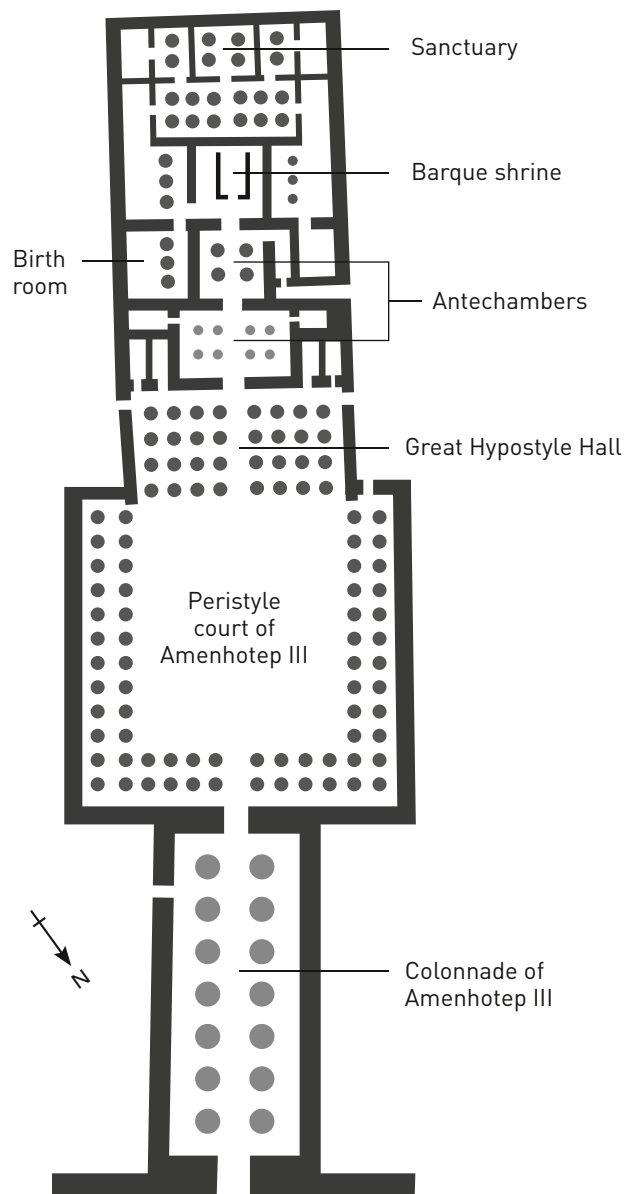 Sanctuary
Barque shrine
Birth
room
Antechambers
Great Hypostyle Hall
Peristyle
court of
Amenhotep III
N
Colonnade of
Amenhotep III